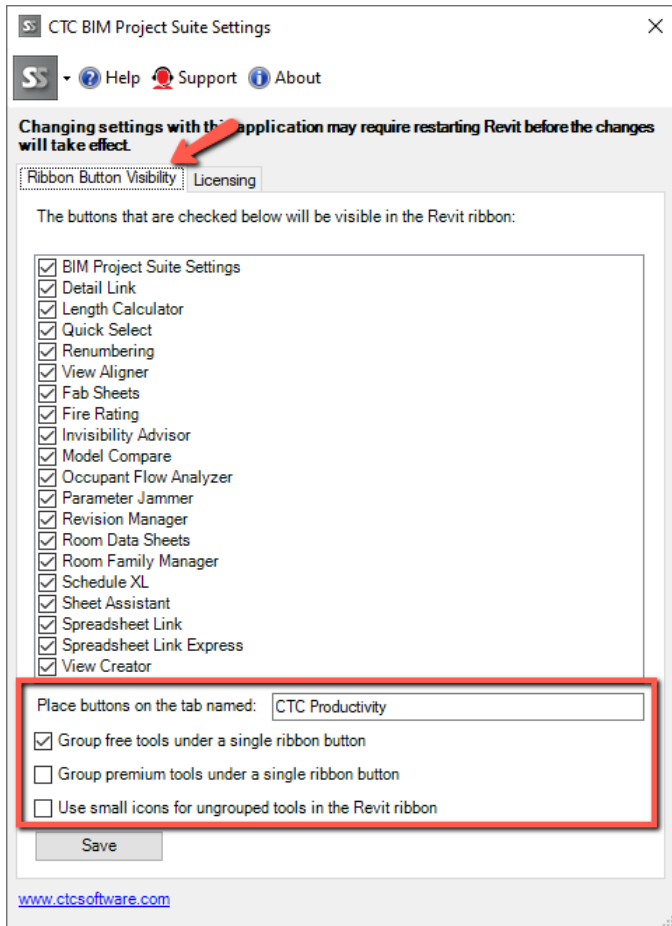 SS CTC BIM Project Suite Settings
SS Help Support About
Changing settings with this application may require restarting Revit before the changes
will take effect.
Ribbon Button Visibility Licensing
The buttons that are checked below will be visible in the Revit ribbon:
BIM Project Suite Settings
Detail Link
Length Calculator
Quick Select
Renumbering
View Aligner
Fab Sheets
Fire Rating
Invisibility Advisor
Model Compare
Occupant Flow Analyzer
Parameter Jammer
Revision Manager
Room Data Sheets
Room Family Manager
Schedule XL
Sheet Assistant
Spreadsheet Link
Spreadsheet Link Express
View Creator
Place buttons on the tab named: CTC Productivity
Group free tools under a single ribbon button
Group premium tools under a single ribbon button
Use small icons for ungrouped tools in the Revit ribbon
Save
www.ctcsoftware.com